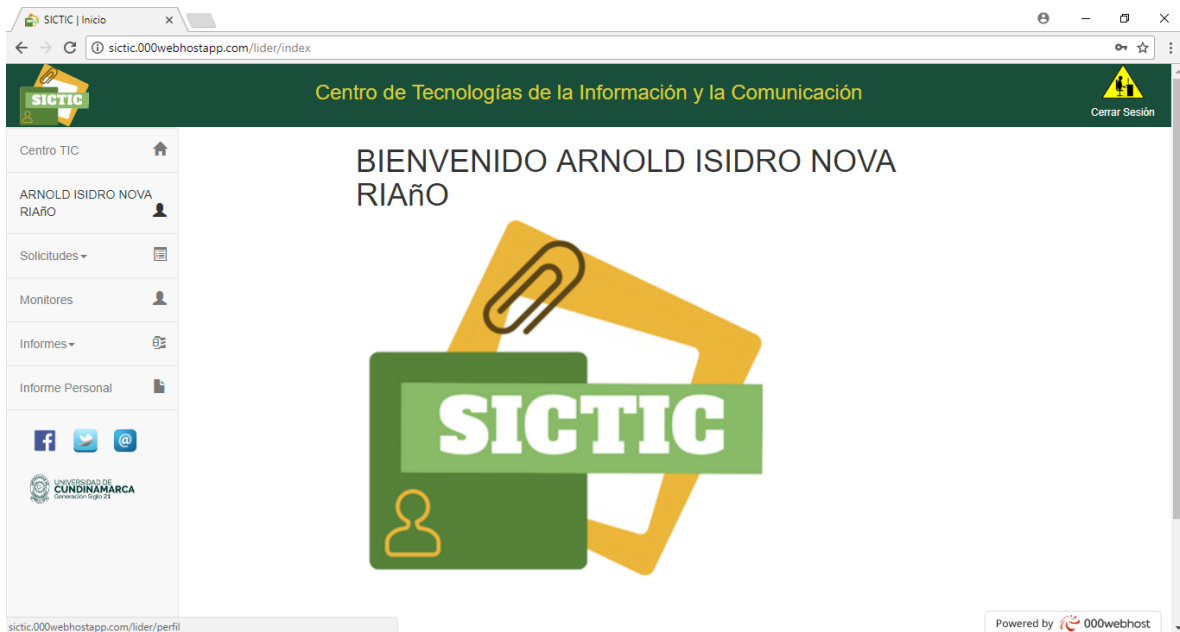 SICTIC | Inicio
sictic.000webhostapp.com/lider/index
SICTIC
Centro de Tecnologías de la Información y la Comunicación
Cerrar Sesión
Centro TIC
ARNOLD ISIDRO NOVA
RIAñO
Solicitudes
Monitores
Informes
Informe Personal
UNIVERSIDAD DE
CUNDINAMARCA
Generación Siglo 21
BIENVENIDO ARNOLD ISIDRO NOVA
RIAñO
SICTIC
Powered by 000webhost
sictic.000webhostapp.com/lider/perfil